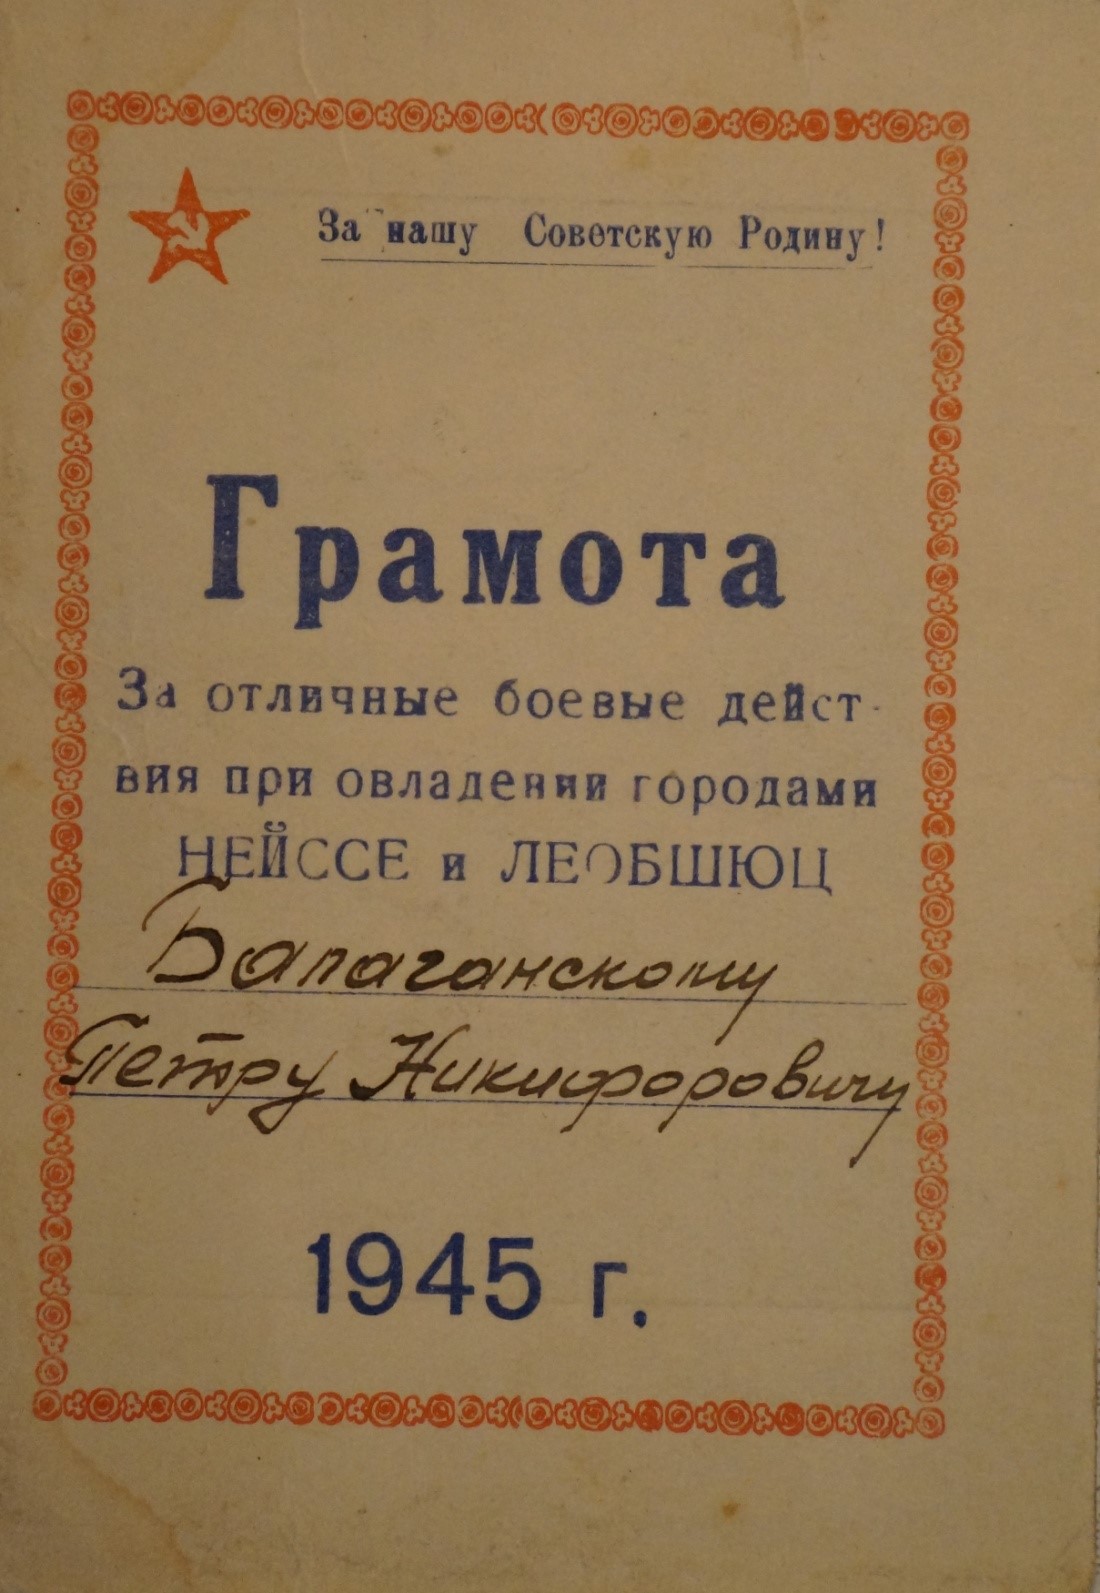 За нашу Советскую Родину!
Грамота
За отличные боевые дейст-
вия при овладении городами
НЕЙССЕ и ЛЕОБШЮЦ
Балаганскому
Петру Никифоровичу
1945 г.